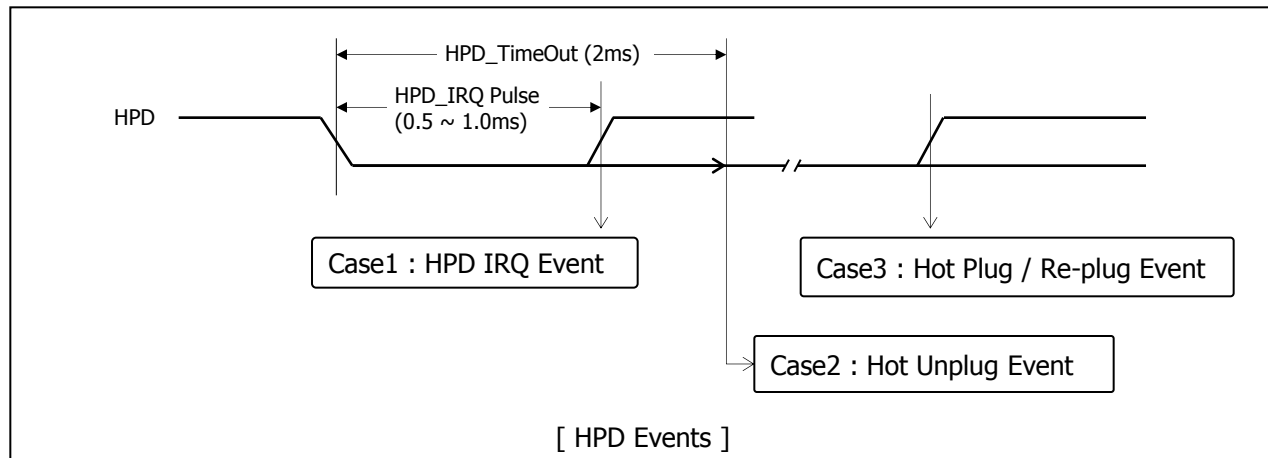 HPD_TimeOut (2ms)
HPD_IRQ Pulse
(0.5 ~ 1.0ms)
HPD
Case1 : HPD IRQ Event
Case3 : Hot Plug / Re-plug Event
Case2 : Hot Unplug Event
[ HPD Events ]